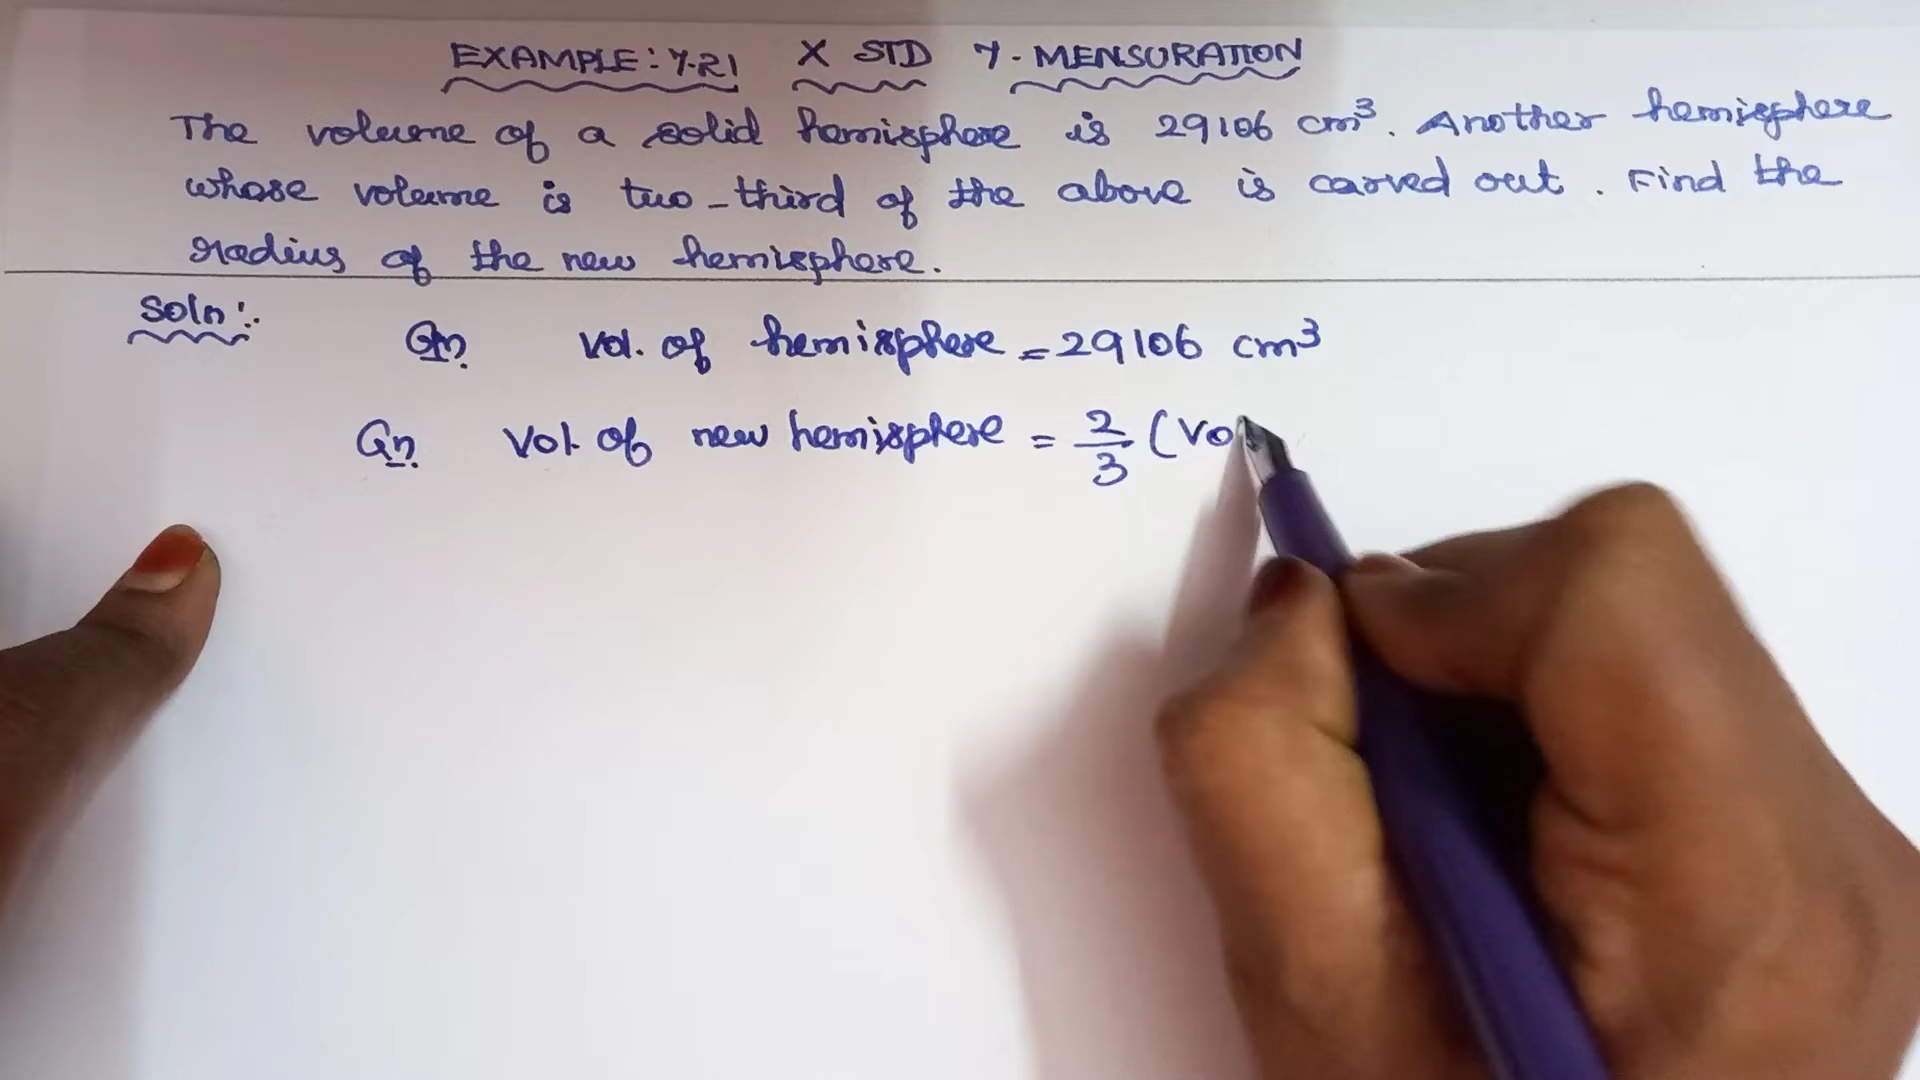 EXAMPLE: 7.21 X STD 7. MENSURATION
The volume of a solid hemisphere is 29106 cm³. Another hemisphere
whose volume is two-third of the above is carved out. Find the
radius of the new hemisphere.
Soln:
Gn. Vol. of hemisphere = 29106 cm³
Gn. Vol. of new hemisphere = 2/3 (Vo